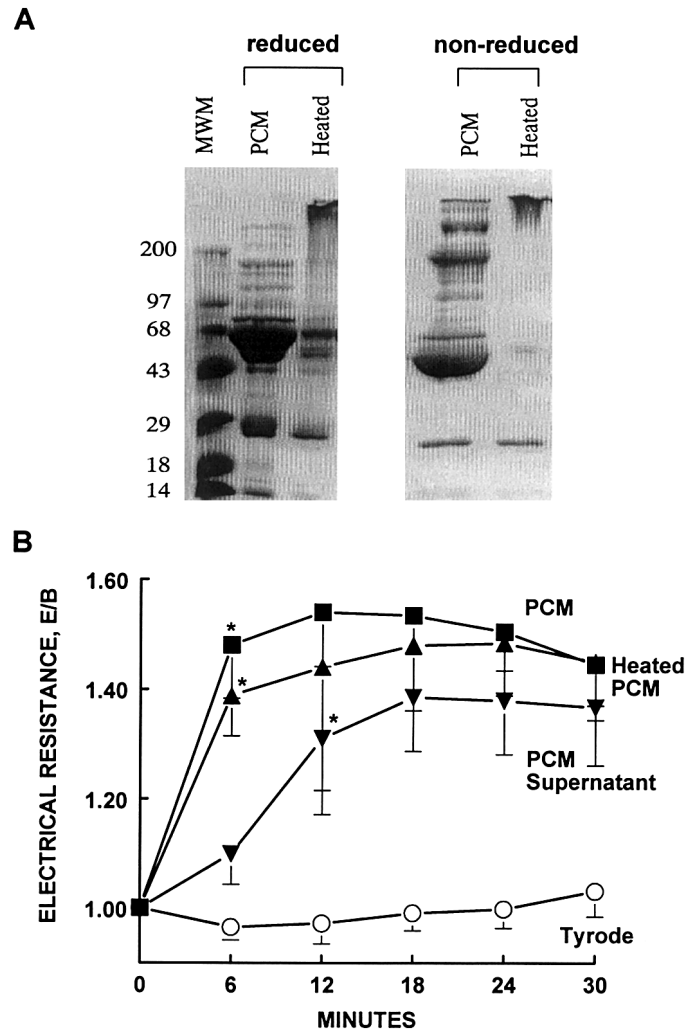 A
reduced
non-reduced
MWM
PCM
Heated
PCM
Heated
200
97
68
43
29
18
14
B
ELECTRICAL RESISTANCE, E/B
1.60
1.40
1.20
1.00
*
*
*
PCM
Heated
PCM
PCM
Supernatant
Tyrode
0
6
12
18
24
30
MINUTES